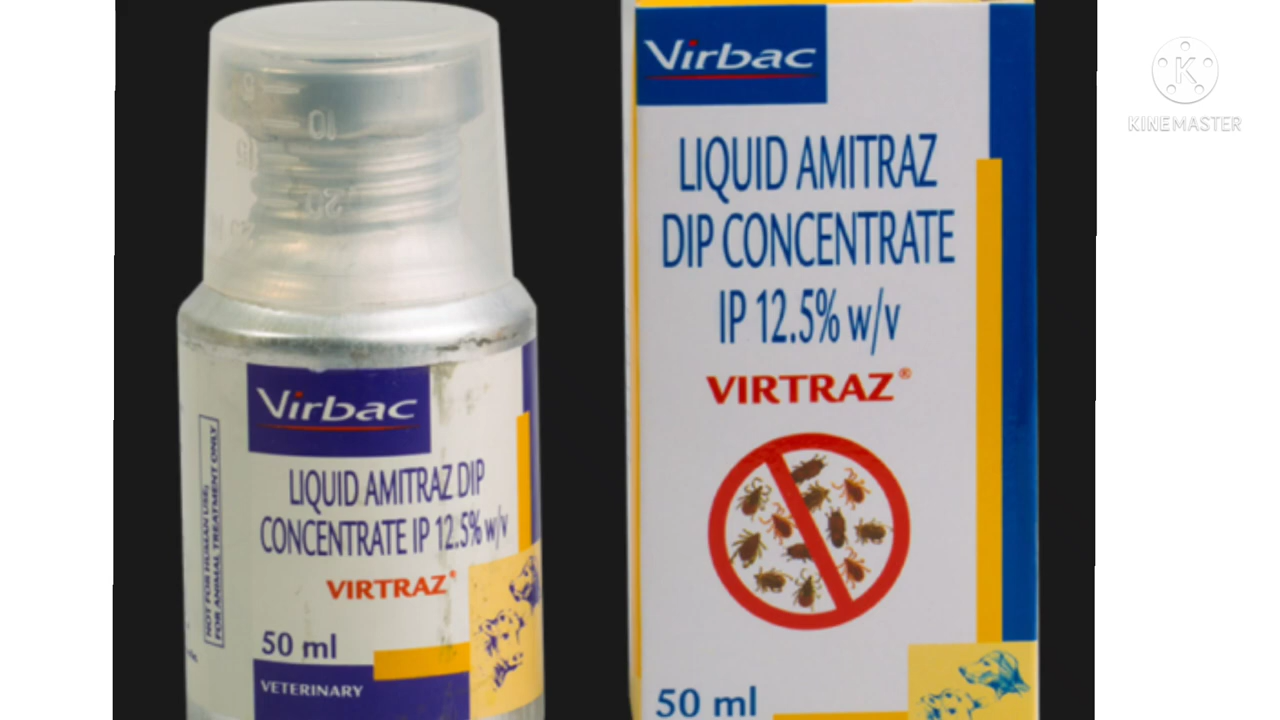 10
15
20
Virbac
LIQUID AMITRAZ DIP
CONCENTRATE IP 12.5% w/v
VIRTRAZ®
50 ml
VETERINARY
NOT FOR HUMAN USE,
FOR ANIMAL TREATMENT ONLY
Virbac
LIQUID AMITRAZ
DIP CONCENTRATE
IP 12.5% w/v
VIRTRAZ®
50 ml
K
KINEMASTER